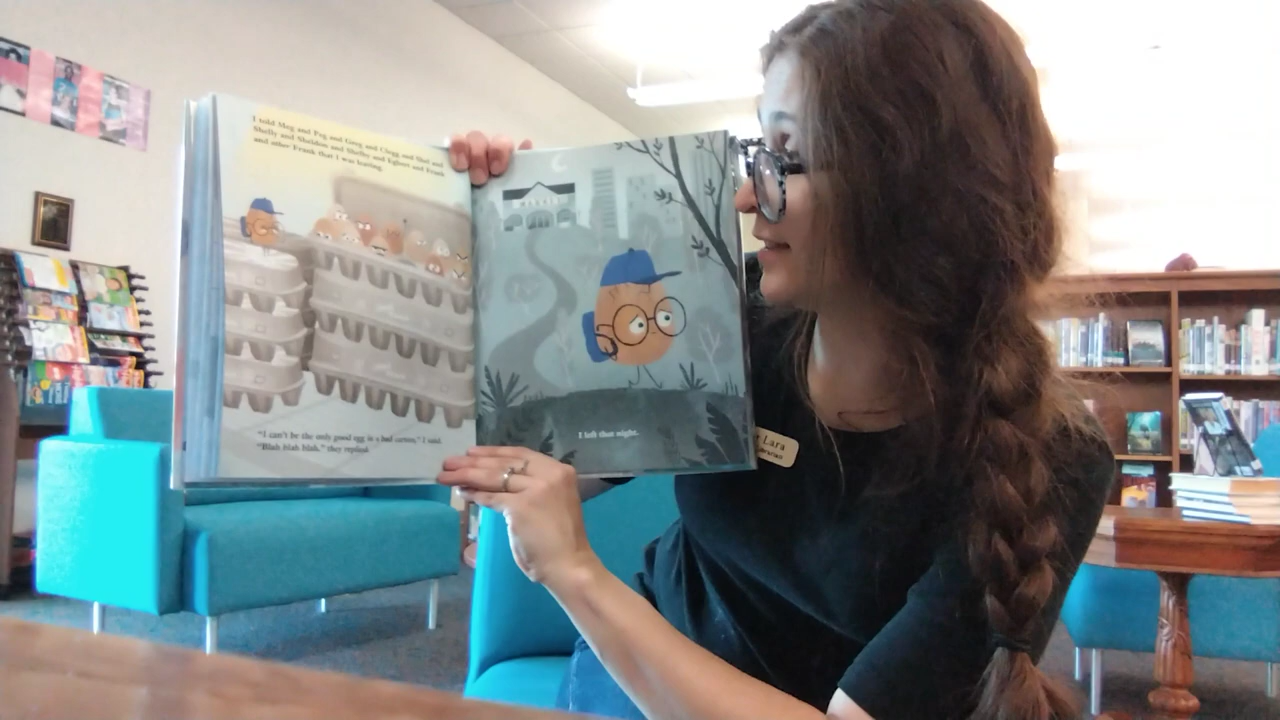 I told Meg and Peg and Greg and Clegg and Shel and
Shelly and Sheldon and Shelby and Egbert and Frank
and other Frank that I was leaving.
"I can't be the only good egg in a bad carton," I said.
"Blah blah blah," they replied.
I left that night.
Lara
Librarian